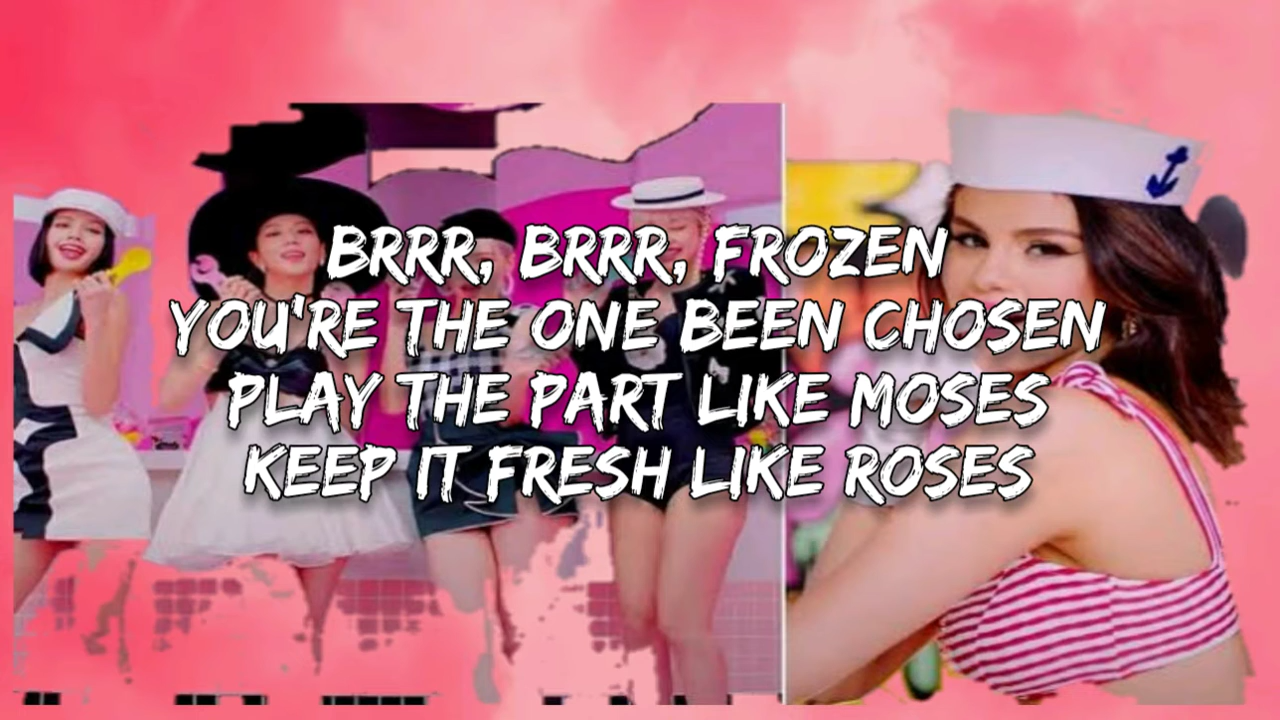 BRRR, BRRR, FROZEN
YOU'RE THE ONE BEEN CHOSEN
PLAY THE PART LIKE MOSES
KEEP IT FRESH LIKE ROSES